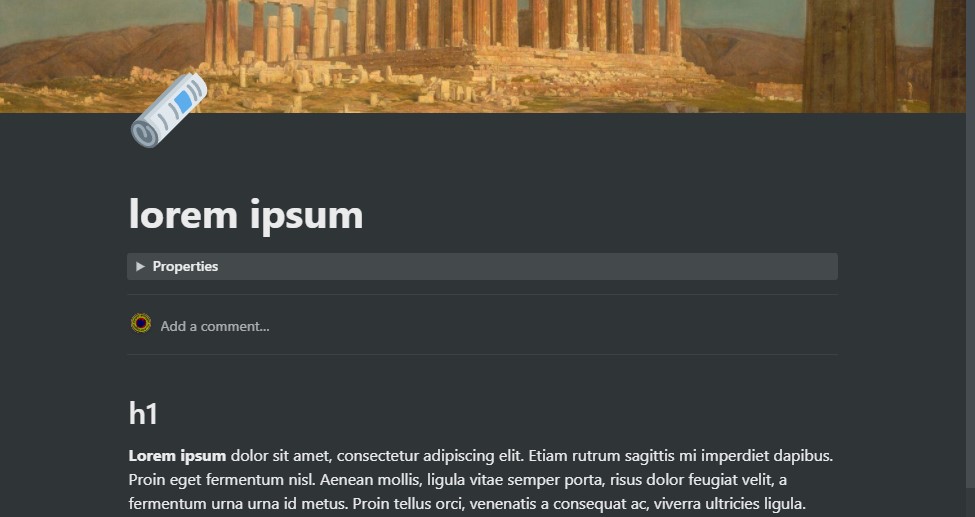 lorem ipsum
Properties
Add a comment...
h1
Lorem ipsum dolor sit amet, consectetur adipiscing elit. Etiam rutrum sagittis mi imperdiet dapibus.
Proin eget fermentum nisl. Aenean mollis, ligula vitae semper porta, risus dolor feugiat velit, a
fermentum urna urna id metus. Proin tellus orci, venenatis a consequat ac, viverra ultricies ligula.